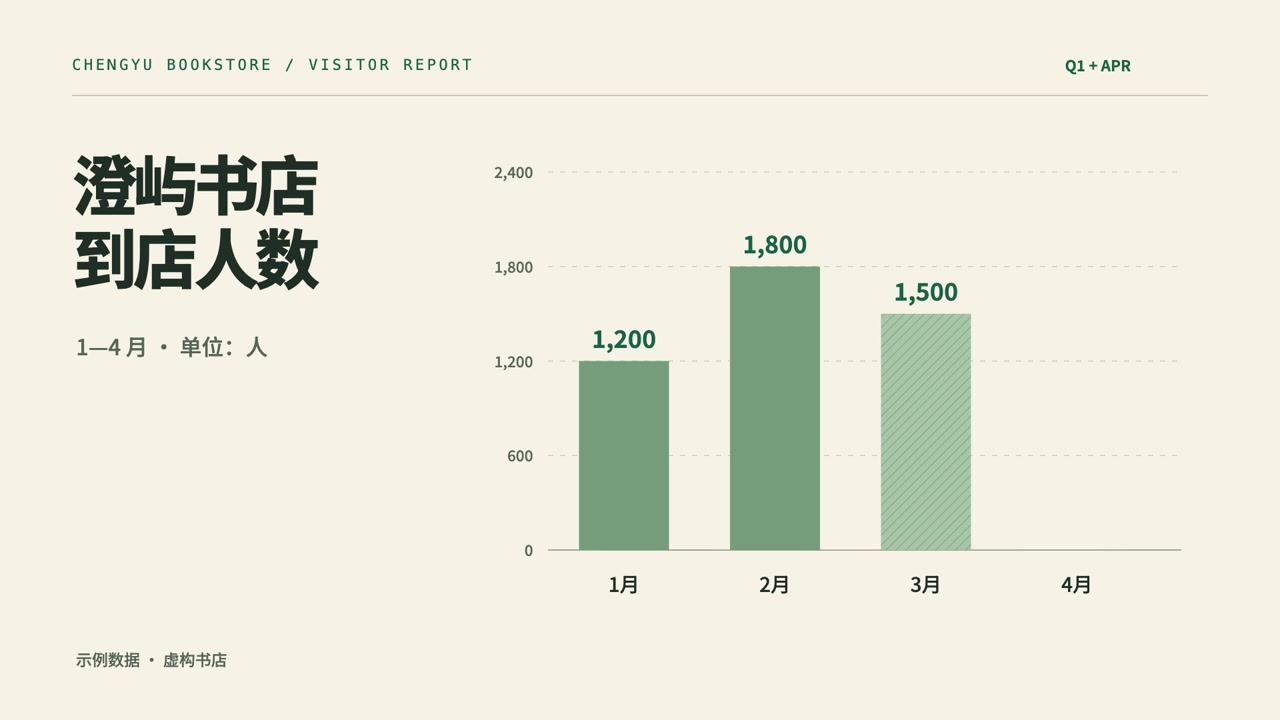 CHENGYU BOOKSTORE / VISITOR REPORT
Q1 + APR
澄屿书店
到店人数
1—4 月 · 单位：人
2,400
1,800
1,200
600
0
1,200
1,800
1,500
1月
2月
3月
4月
示例数据 · 虚构书店